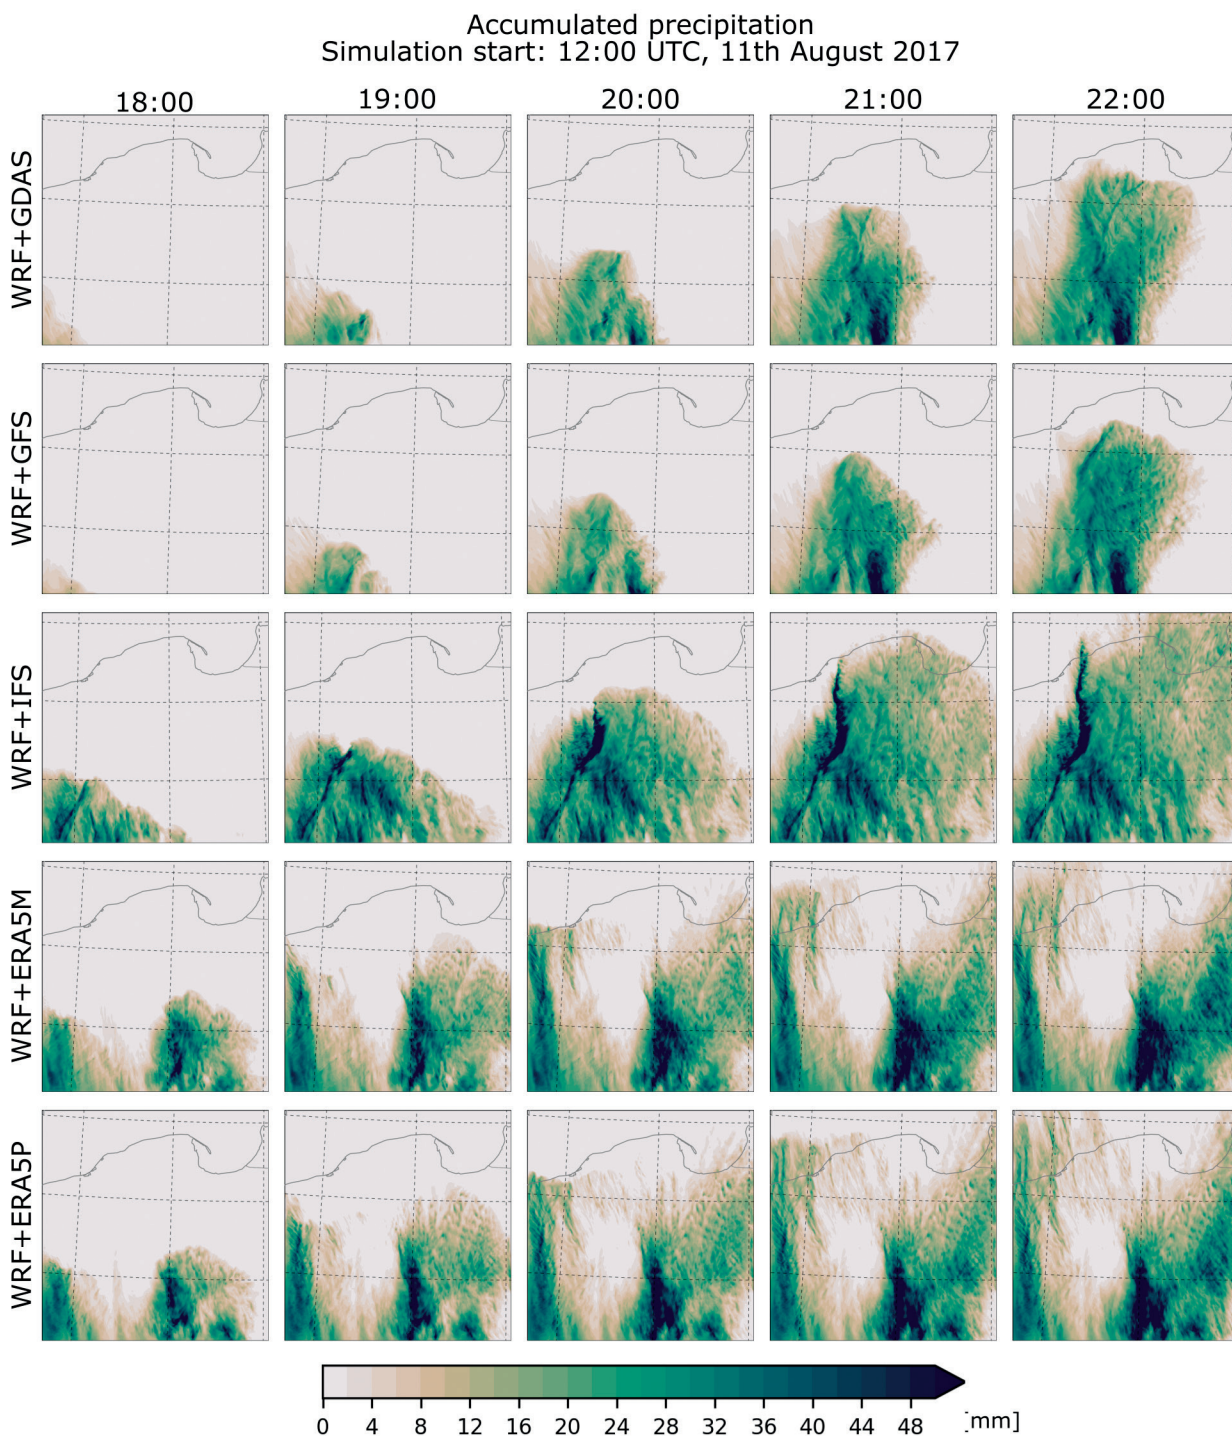 Accumulated precipitation
Simulation start: 12:00 UTC, 11th August 2017
18:00 19:00 20:00 21:00 22:00
WRF+GDAS
WRF+GFS
WRF+IFS
WRF+ERA5M
WRF+ERA5P
0 4 8 12 16 20 24 28 32 36 40 44 48 [mm]